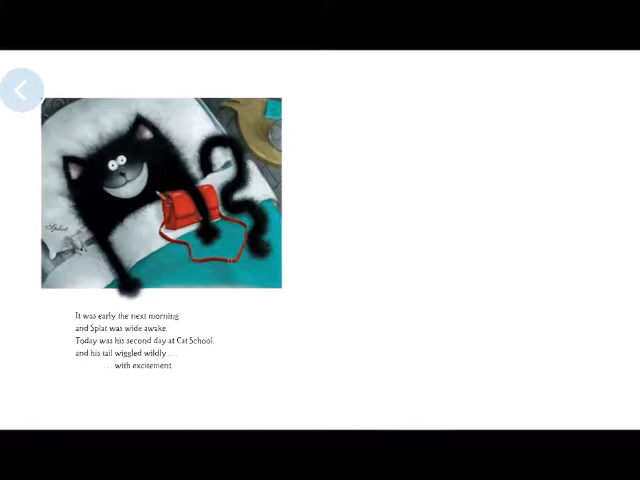 Splat
It was early the next morning
and Splat was wide awake.
Today was his second day at Cat School,
and his tail wiggled wildly . . .
. . . with excitement.